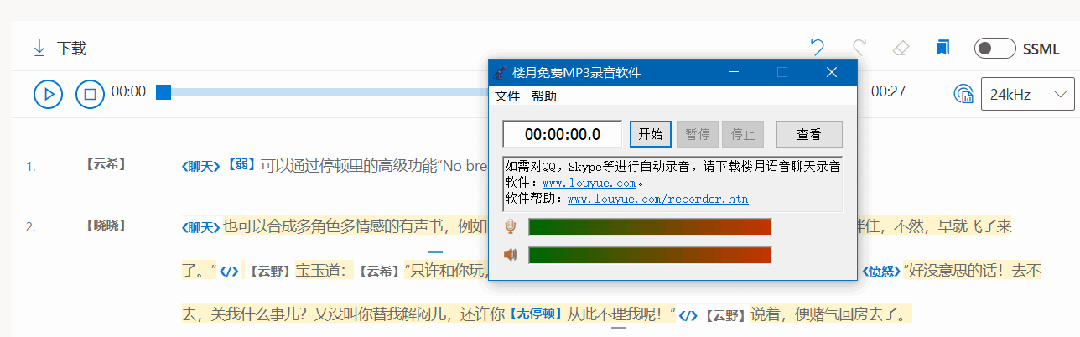 下载
SSML
00:00
00:27
24kHz
楼月免费MP3录音软件
文件 帮助
00:00:00.0
开始
暂停
停止
查看
如需对QQ，Skype等进行自动录音，请下载楼月语音聊天录音
软件：www.louyue.com。
软件帮助：www.louyue.com/recorder.htm
1. 【云希】 《聊天》【弱】可以通过停顿里的高级功能“No bre
2. 【晓晓】 《聊天》也可以合成多角色多情感的有声书，例如 绊住，不然，早就飞了来
了。” </> 【云野】宝玉道：【云希】“只许和你玩， 《愤怒》“好没意思的话！去不
去，关我什么事儿？又没叫你替我解闷儿，还许你【无停顿】从此不理我呢！” </> 【云野】说着，便赌气回房去了。